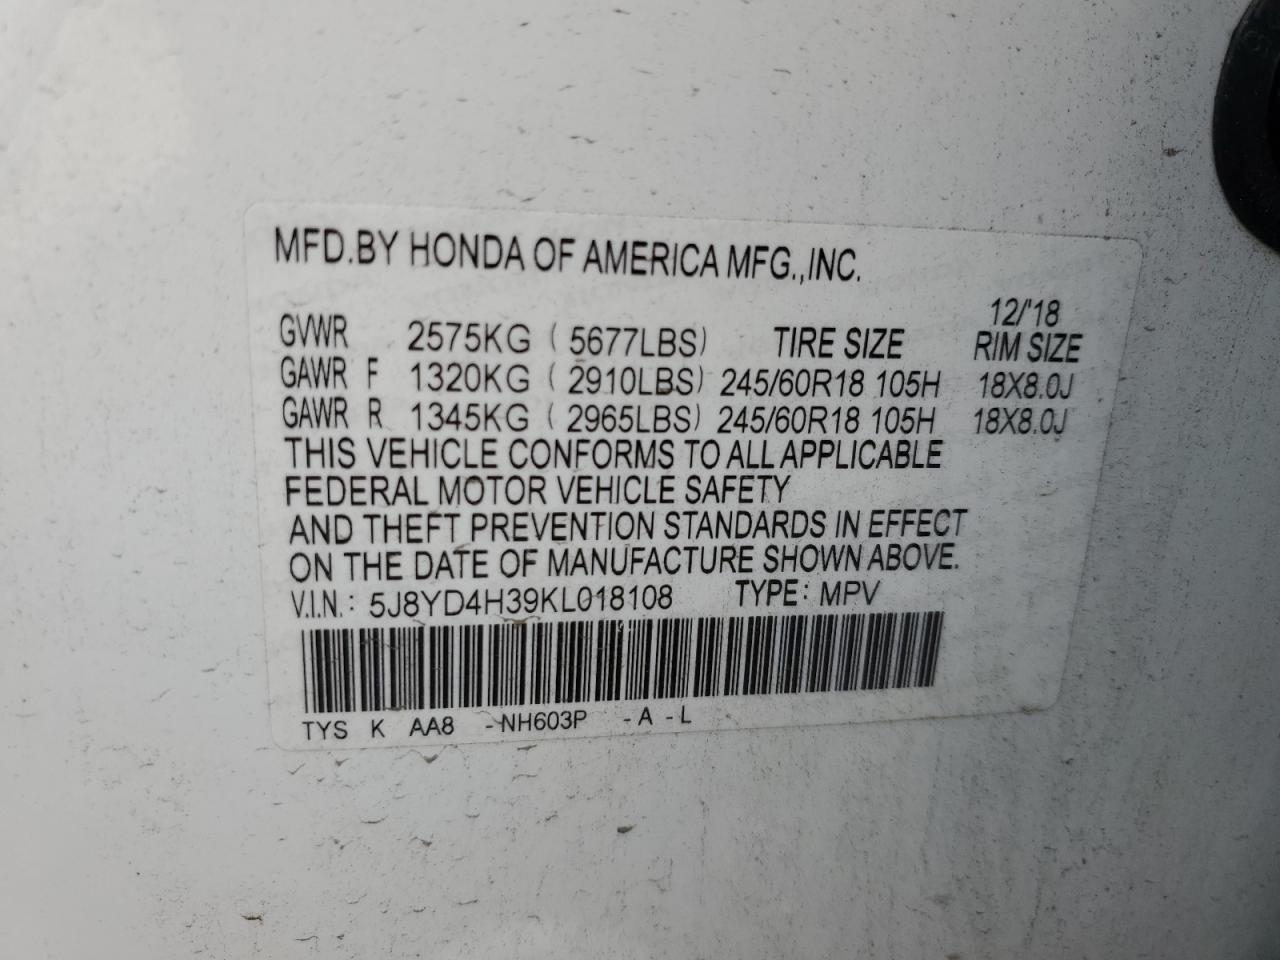 MFD.BY HONDA OF AMERICA MFG.,INC.
12/'18
GVWR 2575KG ( 5677LBS) TIRE SIZE RIM SIZE
GAWR F 1320KG ( 2910LBS) 245/60R18 105H 18X8.0J
GAWR R 1345KG ( 2965LBS) 245/60R18 105H 18X8.0J
THIS VEHICLE CONFORMS TO ALL APPLICABLE
FEDERAL MOTOR VEHICLE SAFETY
AND THEFT PREVENTION STANDARDS IN EFFECT
ON THE DATE OF MANUFACTURE SHOWN ABOVE.
V.I.N.: 5J8YD4H39KL018108 TYPE: MPV
TYS K AA8 -NH603P -A -L